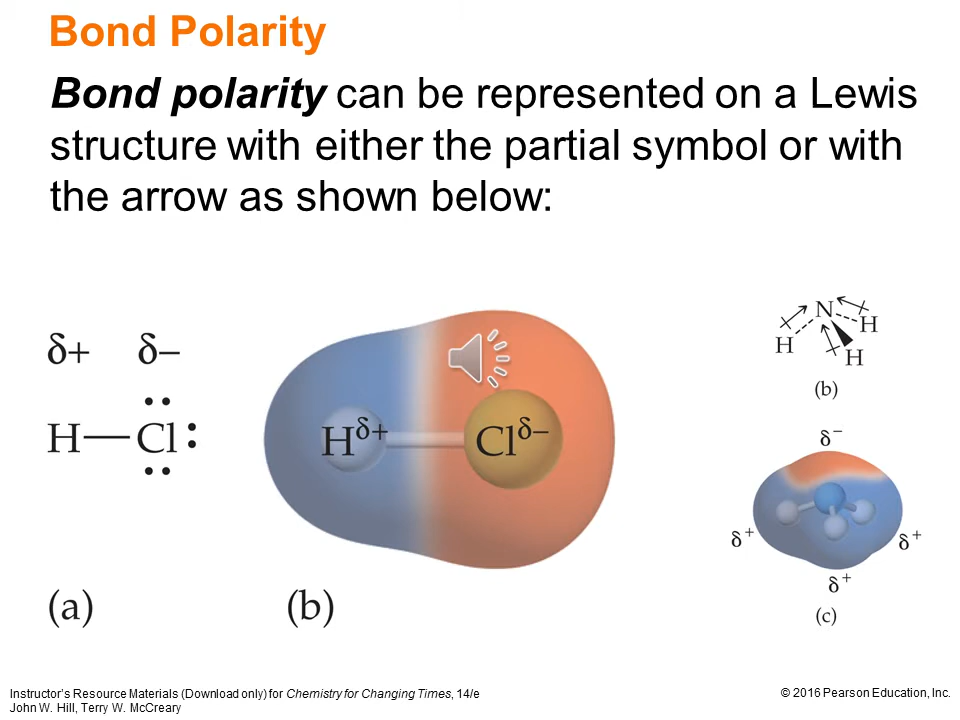 Bond Polarity
Bond polarity can be represented on a Lewis
structure with either the partial symbol or with
the arrow as shown below:
δ+ δ−
H—Cl
(a)
Hδ+ Clδ−
(b)
N
H
H
H
(b)
δ−
δ+
δ+
δ+
(c)
Instructor's Resource Materials (Download only) for Chemistry for Changing Times, 14/e
John W. Hill, Terry W. McCreary
© 2016 Pearson Education, Inc.